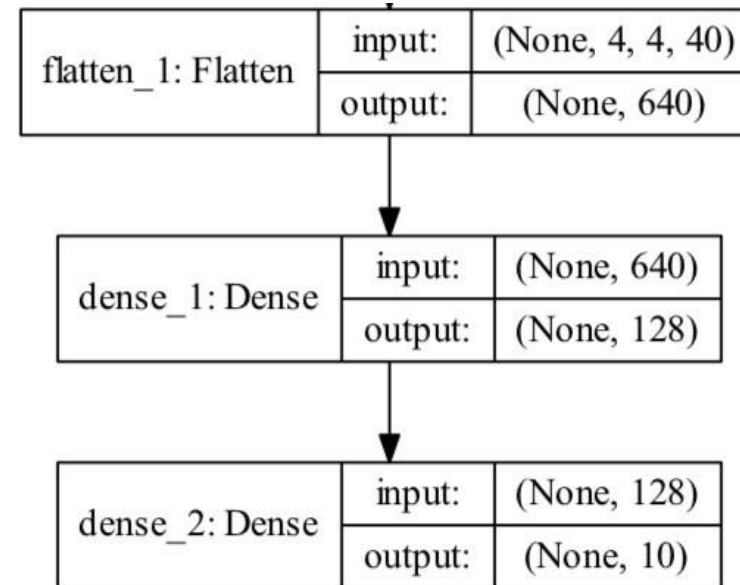 flatten_1: Flatten
input: (None, 4, 4, 40)
output: (None, 640)
dense_1: Dense
input: (None, 640)
output: (None, 128)
dense_2: Dense
input: (None, 128)
output: (None, 10)